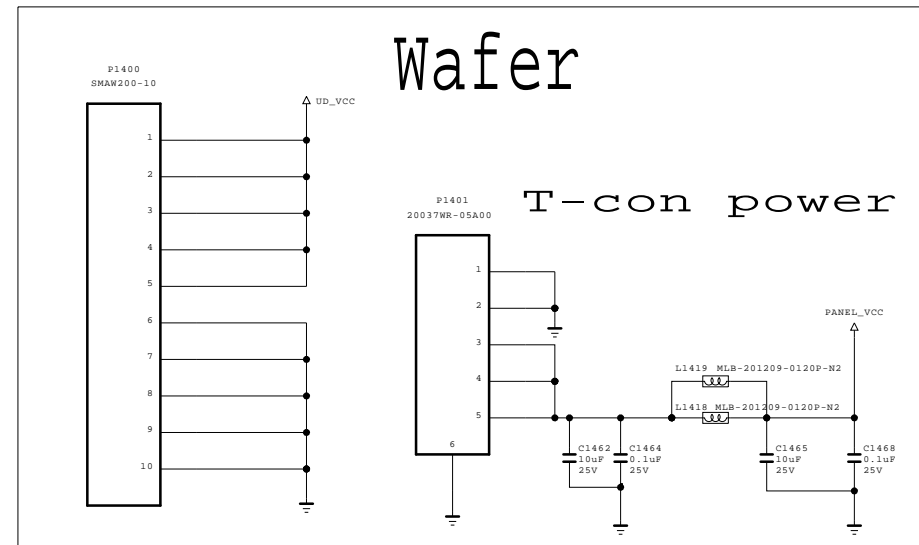 Wafer
P1400
SMAW200-10
UD_VCC
1
2
3
4
5
6
7
8
9
10
T-con power
P1401
20037WR-05A00
1
2
3
4
5
6
PANEL_VCC
L1419 MLB-201209-0120P-N2
L1418 MLB-201209-0120P-N2
C1462
10uF
25V
C1464
0.1uF
25V
C1465
10uF
25V
C1468
0.1uF
25V